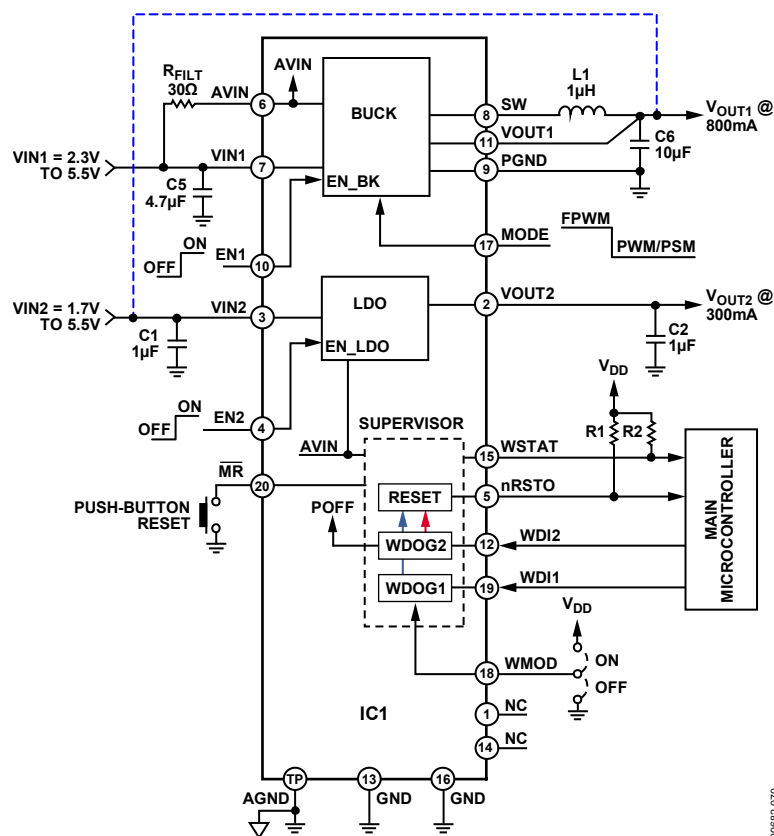 AVIN
RFILT
30Ω
AVIN
6
BUCK
L1
1µH
8
SW
VOUT1 @
800mA
11
VOUT1
C6
10µF
VIN1 = 2.3V
TO 5.5V
VIN1
7
9
PGND
C5
4.7µF
EN_BK
ON
OFF
EN1
10
17
MODE
FPWM
PWM/PSM
VIN2 = 1.7V
TO 5.5V
VIN2
3
LDO
2
VOUT2
VOUT2 @
300mA
C1
1µF
EN_LDO
C2
1µF
ON
OFF
EN2
4
VDD
SUPERVISOR
R1
R2
AVIN
15
WSTAT
MR
20
RESET
5
nRSTO
PUSH-BUTTON
RESET
POFF
WDOG2
12
WDI2
WDOG1
19
WDI1
MAIN
MICROCONTROLLER
VDD
18
WMOD
ON
OFF
IC1
1
NC
14
NC
TP
13
16
AGND
GND
GND